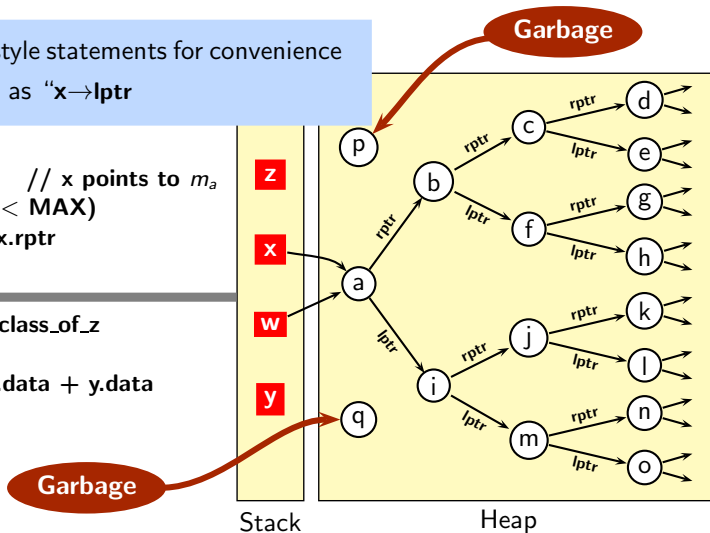 Garbage
style statements for convenience
as “x→lptr
// x points to m_a
< MAX)
x.rptr
class_of_z
.data + y.data
z
x
w
y
Stack
p
a
b
c
d
e
f
g
h
i
j
k
l
m
n
o
q
rptr
lptr
rptr
lptr
rptr
lptr
rptr
lptr
rptr
lptr
rptr
lptr
rptr
lptr
Heap
Garbage